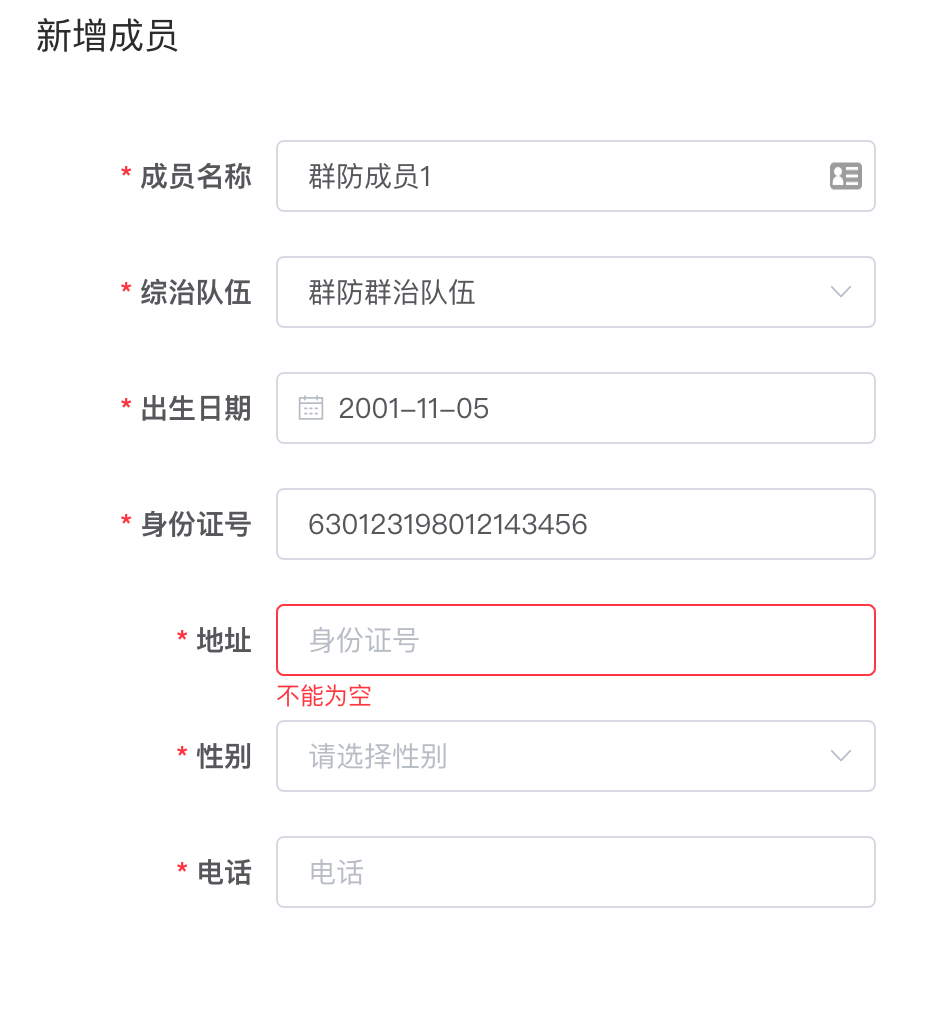 新增成员
* 成员名称 群防成员1
* 综治队伍 群防群治队伍
* 出生日期 2001-11-05
* 身份证号 630123198012143456
* 地址 身份证号
不能为空
* 性别 请选择性别
* 电话 电话